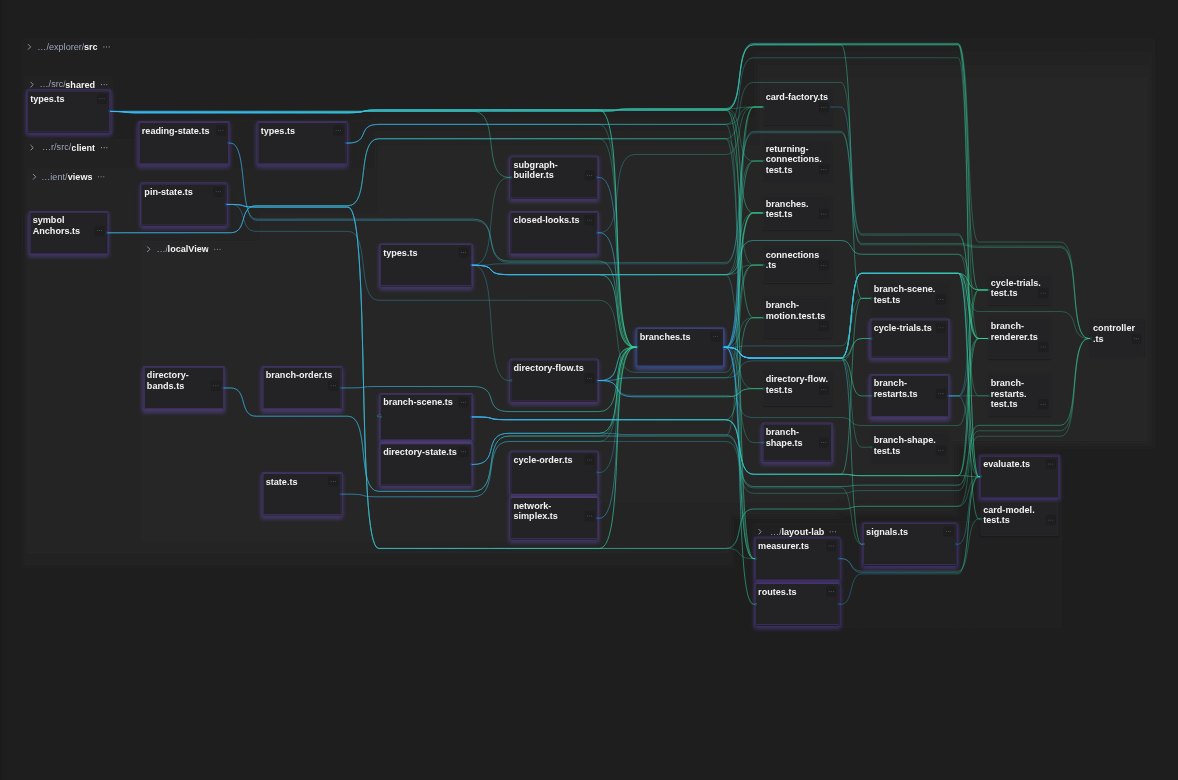 …/explorer/src ···
…/src/shared ···
types.ts
reading-state.ts
types.ts
…r/src/client ···
…ient/views ···
pin-state.ts
symbol
Anchors.ts
…/localView ···
subgraph-
builder.ts
closed-looks.ts
types.ts
directory-
bands.ts
branch-order.ts
branch-scene.ts
directory-state.ts
state.ts
directory-flow.ts
cycle-order.ts
network-
simplex.ts
branches.ts
card-factory.ts
returning-
connections.
test.ts
branches.
test.ts
connections
.ts
branch-
motion.test.ts
directory-flow.
test.ts
branch-
shape.ts
branch-scene.
test.ts
cycle-trials.ts
branch-
restarts.ts
branch-shape.
test.ts
cycle-trials.
test.ts
branch-
renderer.ts
branch-
restarts.
test.ts
controller
.ts
evaluate.ts
card-model.
test.ts
…/layout-lab ···
measurer.ts
routes.ts
signals.ts